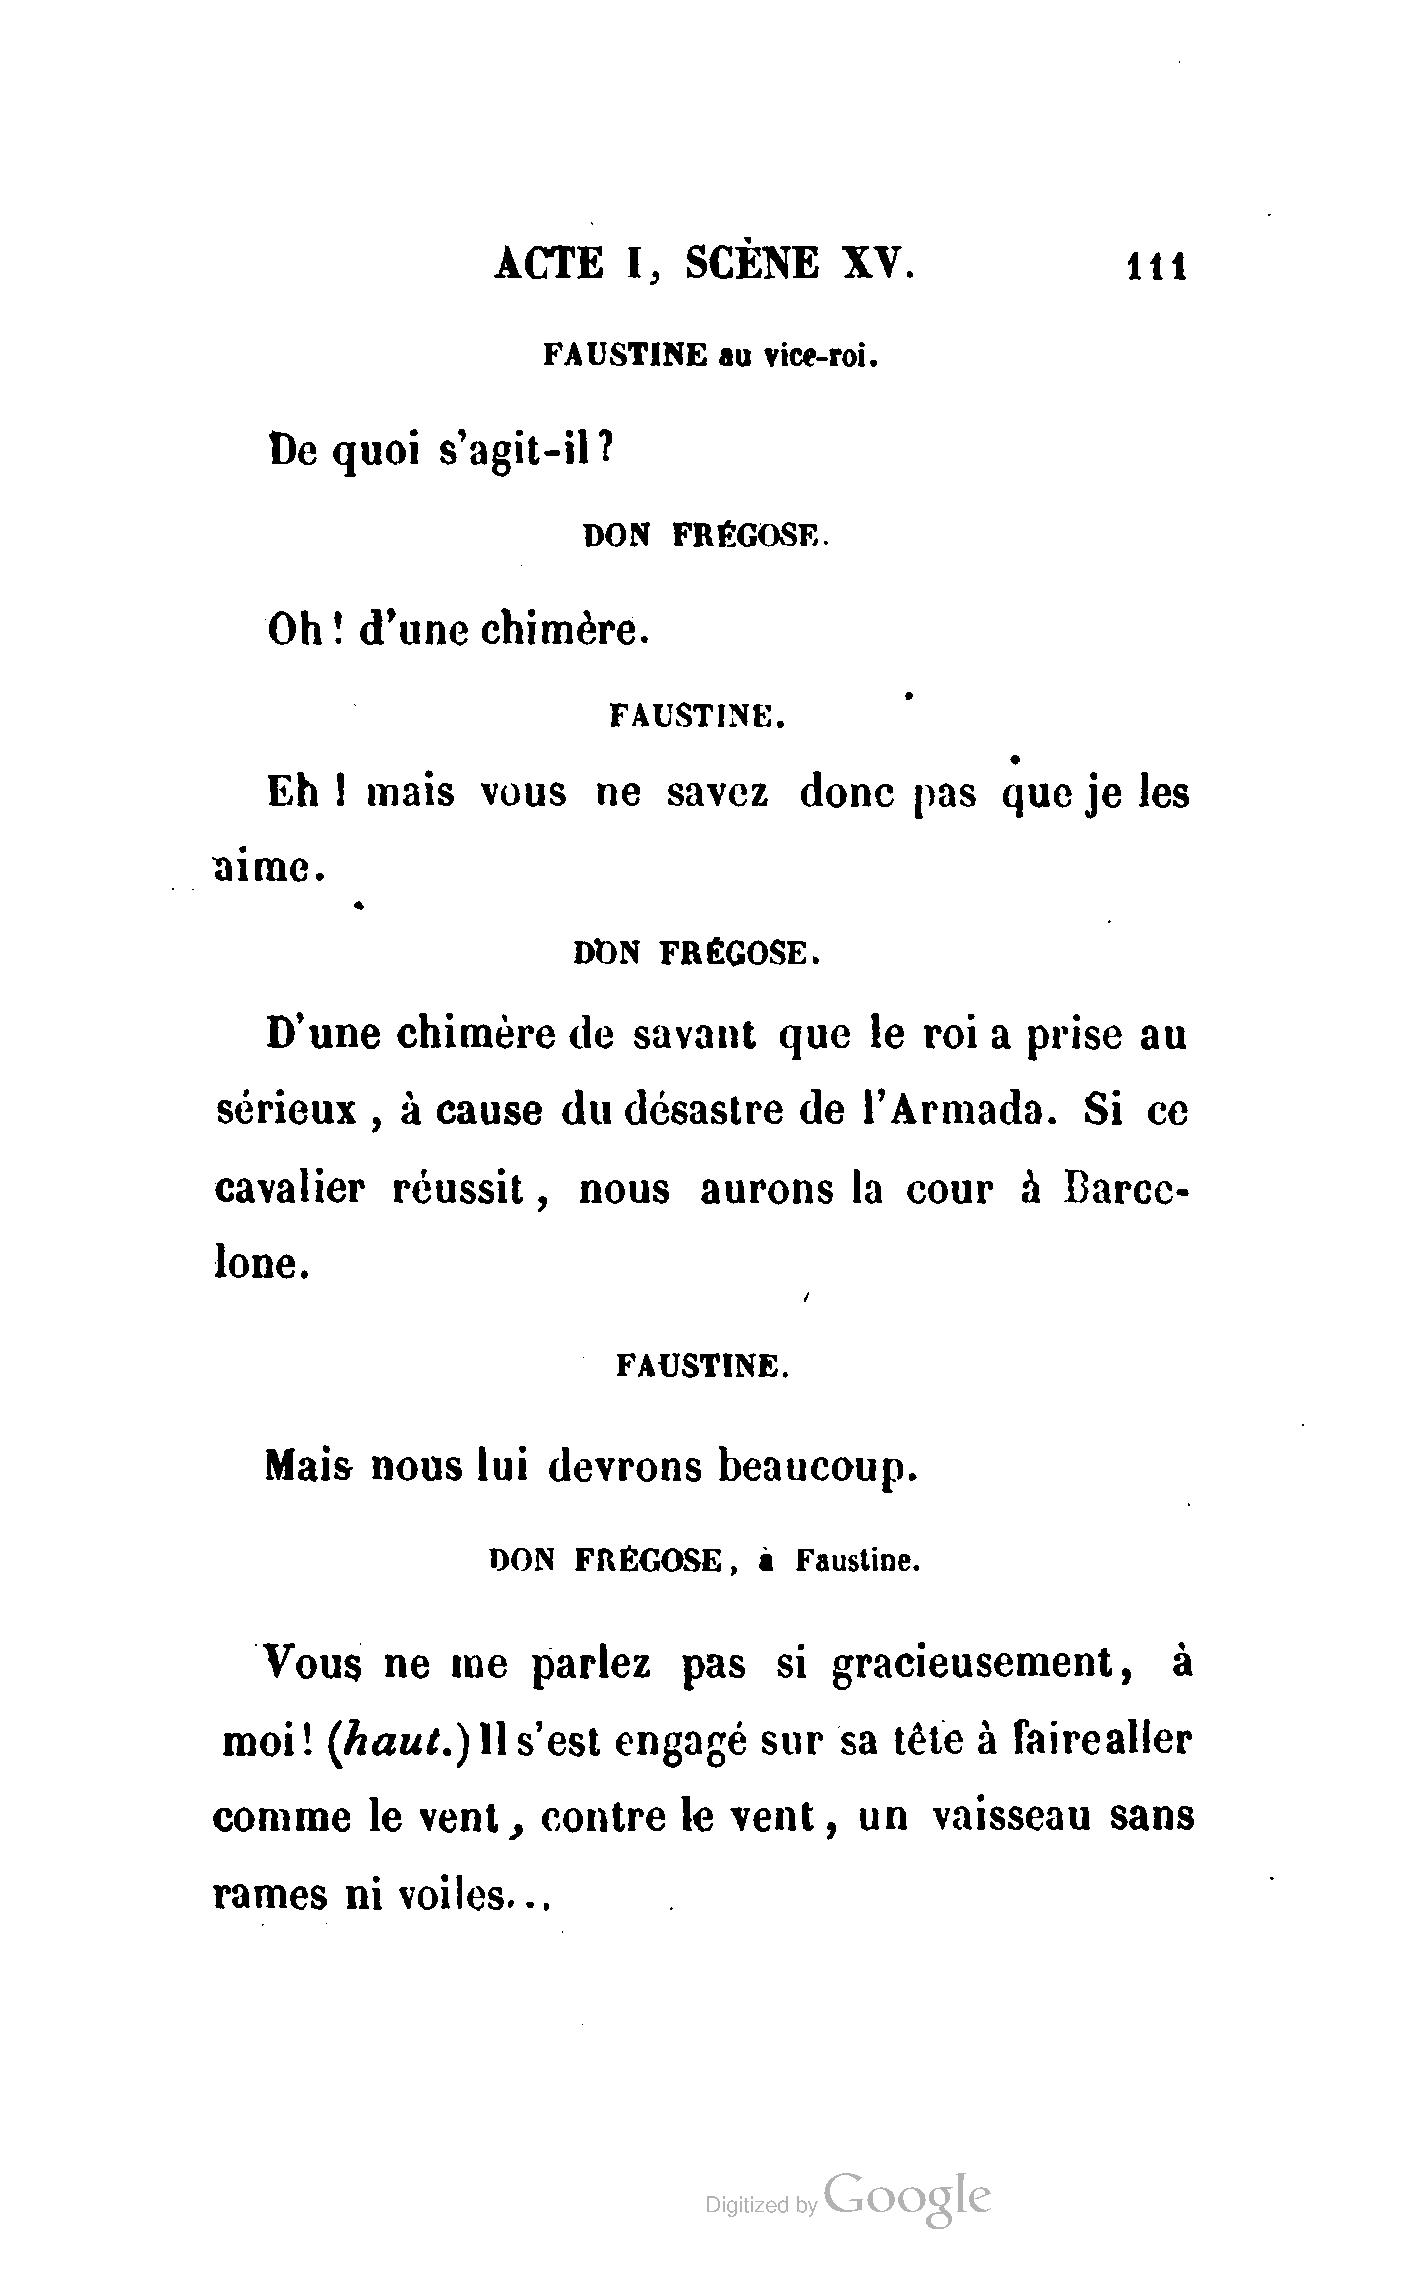 ACTE I, SCÈNE XV. 111
FAUSTINE au vice-roi.
De quoi s'agit-il?
DON FRÉGOSE.
Oh! d'une chimère.
FAUSTINE.
Eh! mais vous ne savez donc pas que je les
aime.
DON FRÉGOSE.
D'une chimère de savant que le roi a prise au
sérieux, à cause du désastre de l'Armada. Si ce
cavalier réussit, nous aurons la cour à Barce-
lone.
FAUSTINE.
Mais nous lui devrons beaucoup.
DON FRÉGOSE, à Faustine.
Vous ne me parlez pas si gracieusement, à
moi! (haut.) Il s'est engagé sur sa tête à faire aller
comme le vent, contre le vent, un vaisseau sans
rames ni voiles...
Digitized by Google